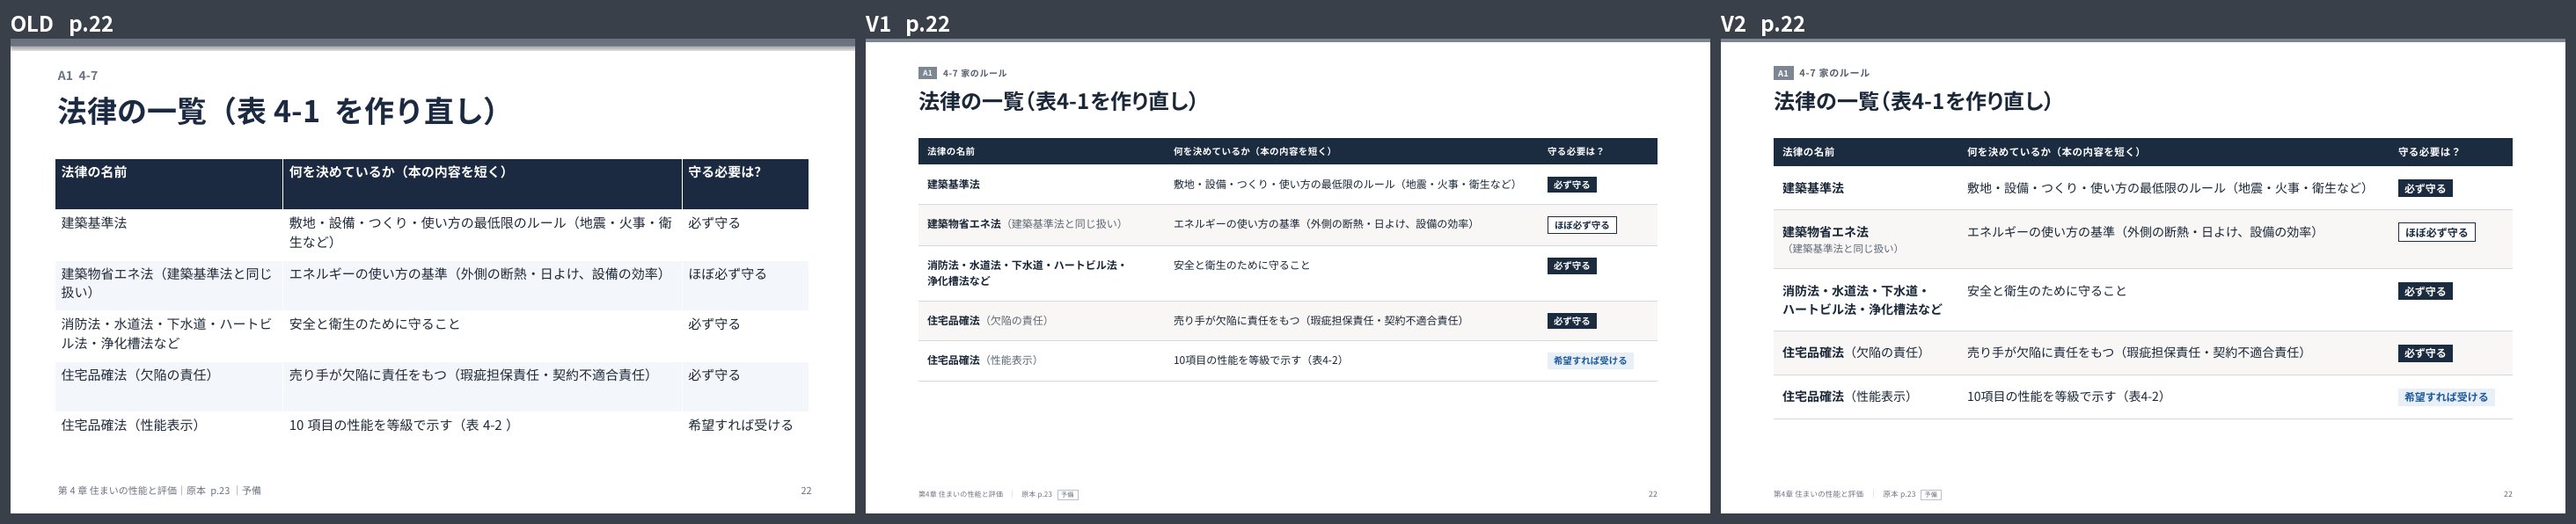 OLD p.22
A1 4-7
法律の一覧（表 4-1 を作り直し）
法律の名前 何を決めているか（本の内容を短く） 守る必要は？
建築基準法 敷地・設備・つくり・使い方の最低限のルール（地震・火事・衛 必ず守る
生など）
建築物省エネ法（建築基準法と同じ エネルギーの使い方の基準（外側の断熱・日よけ、設備の効率） ほぼ必ず守る
扱い）
消防法・水道法・下水道・ハートビ 安全と衛生のために守ること 必ず守る
ル法・浄化槽法など
住宅品確法（欠陥の責任） 売り手が欠陥に責任をもつ（瑕疵担保責任・契約不適合責任） 必ず守る
住宅品確法（性能表示） 10 項目の性能を等級で示す（表 4-2 ） 希望すれば受ける
第 4 章 住まいの性能と評価｜原本 p.23 ｜予備 22
V1 p.22
A1 4-7 家のルール
法律の一覧（表4-1を作り直し）
法律の名前 何を決めているか（本の内容を短く） 守る必要は？
建築基準法 敷地・設備・つくり・使い方の最低限のルール（地震・火事・衛生など） 必ず守る
建築物省エネ法（建築基準法と同じ扱い） エネルギーの使い方の基準（外側の断熱・日よけ、設備の効率） ほぼ必ず守る
消防法・水道法・下水道・ハートビル法・ 安全と衛生のために守ること 必ず守る
浄化槽法など
住宅品確法（欠陥の責任） 売り手が欠陥に責任をもつ（瑕疵担保責任・契約不適合責任） 必ず守る
住宅品確法（性能表示） 10項目の性能を等級で示す（表4-2） 希望すれば受ける
第4章 住まいの性能と評価 ｜ 原本 p.23 予備 22
V2 p.22
A1 4-7 家のルール
法律の一覧（表4-1を作り直し）
法律の名前 何を決めているか（本の内容を短く） 守る必要は？
建築基準法 敷地・設備・つくり・使い方の最低限のルール（地震・火事・衛生など） 必ず守る
建築物省エネ法 エネルギーの使い方の基準（外側の断熱・日よけ、設備の効率） ほぼ必ず守る
（建築基準法と同じ扱い）
消防法・水道法・下水道・ 安全と衛生のために守ること 必ず守る
ハートビル法・浄化槽法など
住宅品確法（欠陥の責任） 売り手が欠陥に責任をもつ（瑕疵担保責任・契約不適合責任） 必ず守る
住宅品確法（性能表示） 10項目の性能を等級で示す（表4-2） 希望すれば受ける
第4章 住まいの性能と評価 ｜ 原本 p.23 予備 22